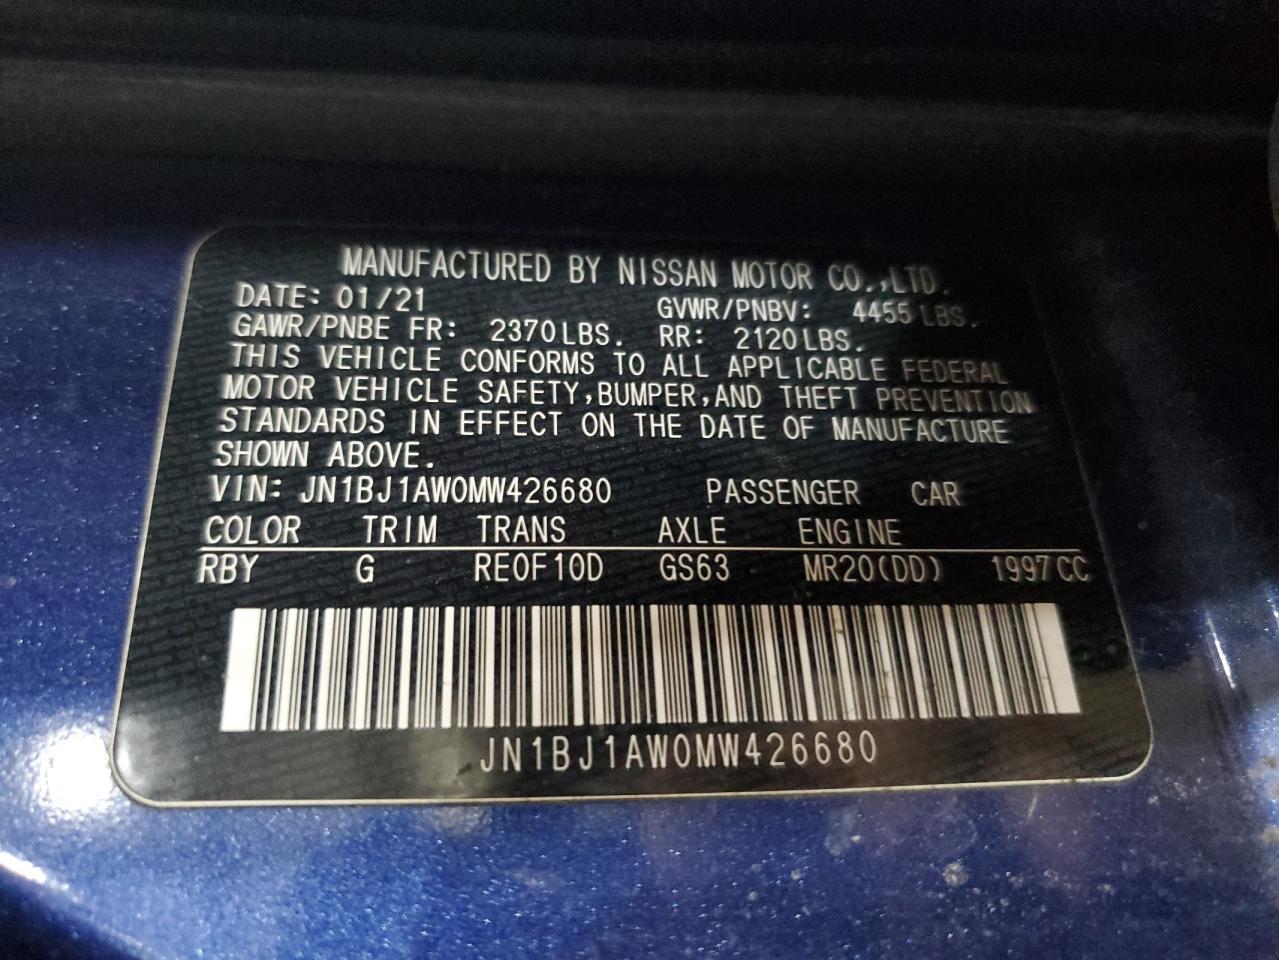 MANUFACTURED BY NISSAN MOTOR CO.,LTD.
DATE: 01/21 GVWR/PNBV: 4455 LBS.
GAWR/PNBE FR: 2370LBS. RR: 2120LBS.
THIS VEHICLE CONFORMS TO ALL APPLICABLE FEDERAL
MOTOR VEHICLE SAFETY,BUMPER,AND THEFT PREVENTION
STANDARDS IN EFFECT ON THE DATE OF MANUFACTURE
SHOWN ABOVE.
VIN: JN1BJ1AW0MW426680 PASSENGER CAR
COLOR TRIM TRANS AXLE ENGINE
RBY G RE0F10D GS63 MR20(DD) 1997CC
JN1BJ1AW0MW426680